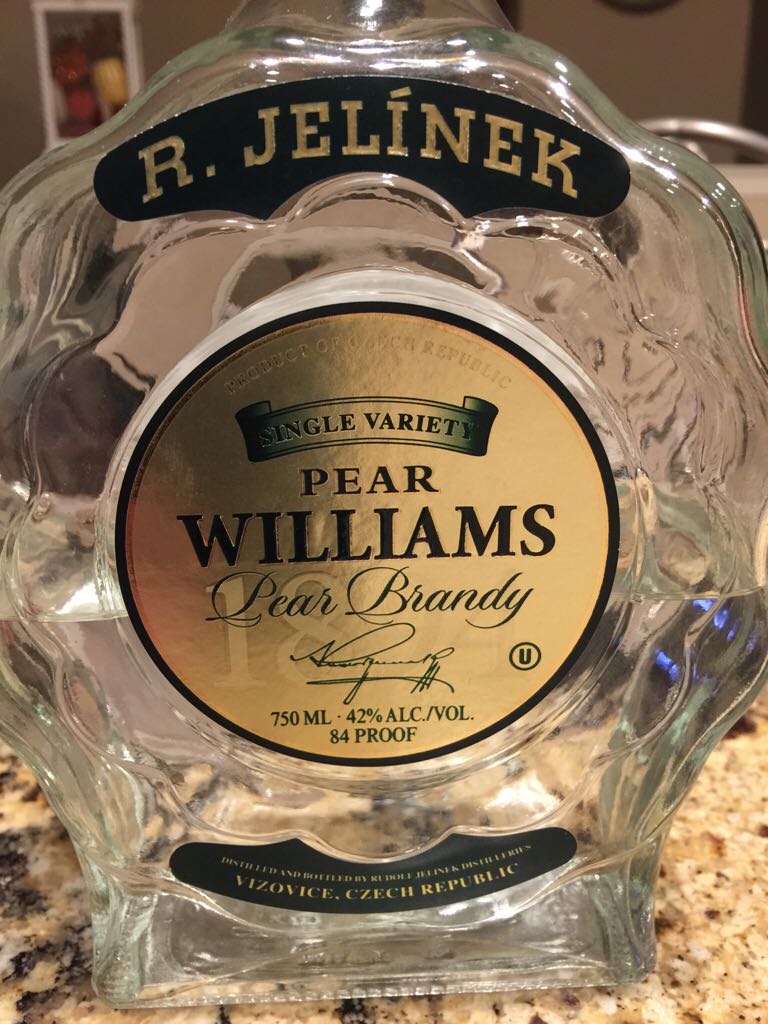 R. JELÍNEK
PRODUCT OF CZECH REPUBLIC
SINGLE VARIETY
PEAR
WILLIAMS
Pear Brandy
U
750 ML · 42% ALC./VOL.
84 PROOF
DISTILLED AND BOTTLED BY RUDOLF JELINEK DISTILLERIES
VIZOVICE, CZECH REPUBLIC